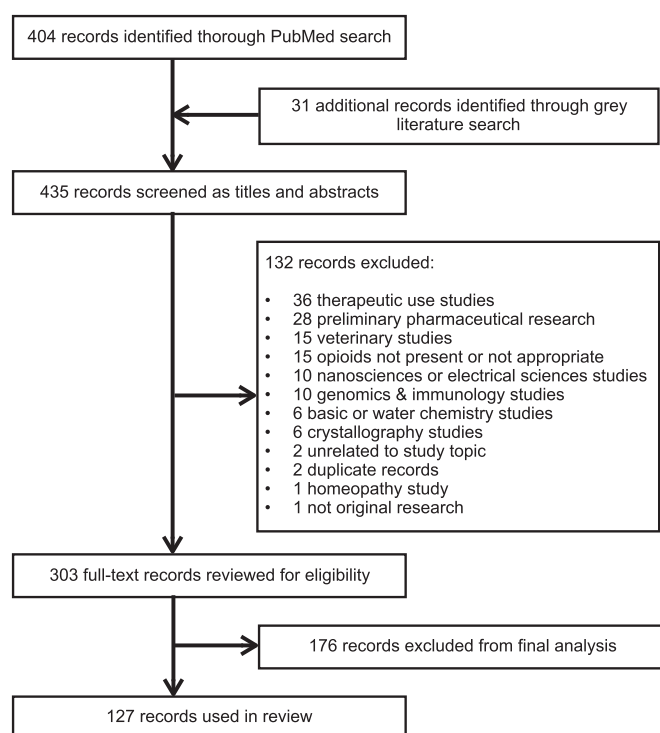 404 records identified thorough PubMed search
31 additional records identified through grey
literature search
435 records screened as titles and abstracts
132 records excluded:
• 36 therapeutic use studies
• 28 preliminary pharmaceutical research
• 15 veterinary studies
• 15 opioids not present or not appropriate
• 10 nanosciences or electrical sciences studies
• 10 genomics & immunology studies
• 6 basic or water chemistry studies
• 6 crystallography studies
• 2 unrelated to study topic
• 2 duplicate records
• 1 homeopathy study
• 1 not original research
303 full-text records reviewed for eligibility
176 records excluded from final analysis
127 records used in review